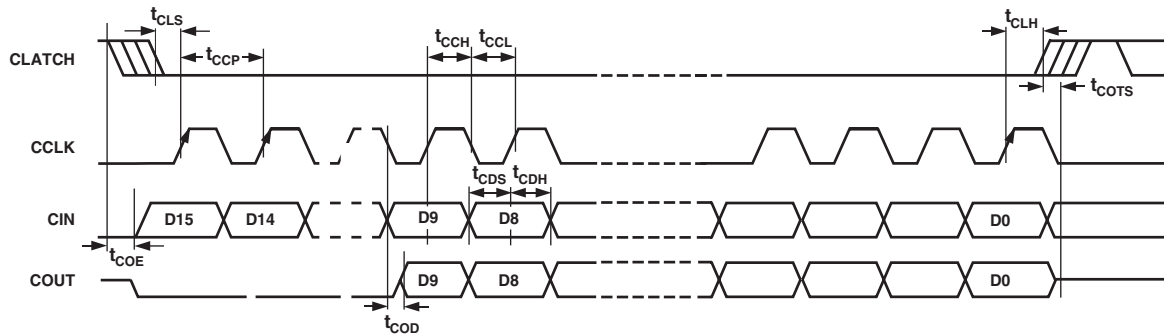 tCLS
tCCH tCCL
tCLH
CLATCH
tCCP
tCOTS
CCLK
tCDS tCDH
CIN D15 D14 D9 D8 D0
tCOE
COUT D9 D8 D0
tCOD